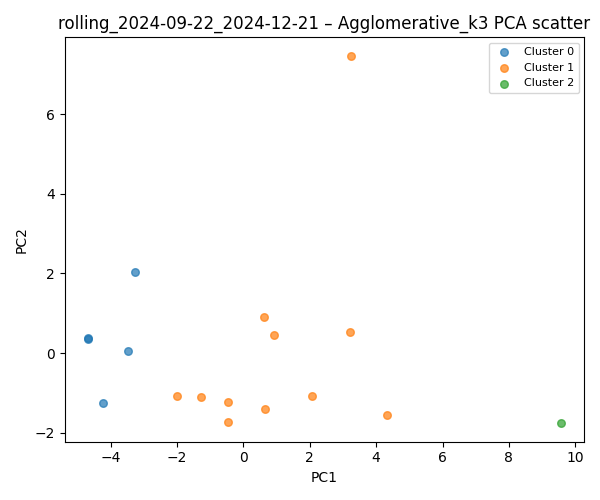 rolling_2024-09-22_2024-12-21 – Agglomerative_k3 PCA scatter
Cluster 0
Cluster 1
Cluster 2
6
4
2
0
−2
PC2
−4
−2
0
2
4
6
8
10
PC1